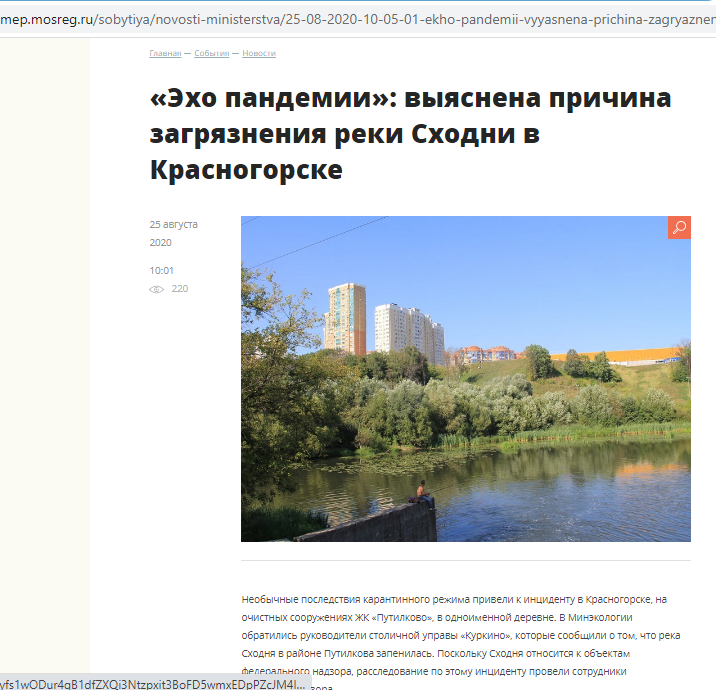 mep.mosreg.ru/sobytiya/novosti-ministerstva/25-08-2020-10-05-01-ekho-pandemii-vyyasnena-prichina-zagryaznen
Главная — События — Новости
«Эхо пандемии»: выяснена причина
загрязнения реки Сходни в
Красногорске
25 августа
2020
10:01
220
Необычные последствия карантинного режима привели к инциденту в Красногорске, на
очистных сооружениях ЖК «Путилково», в одноименной деревне. В Минэкологии
обратились руководители столичной управы «Куркино», которые сообщили о том, что река
Сходня в районе Путилкова запенилась. Поскольку Сходня относится к объектам
федерального надзора, расследование по этому инциденту провели сотрудники